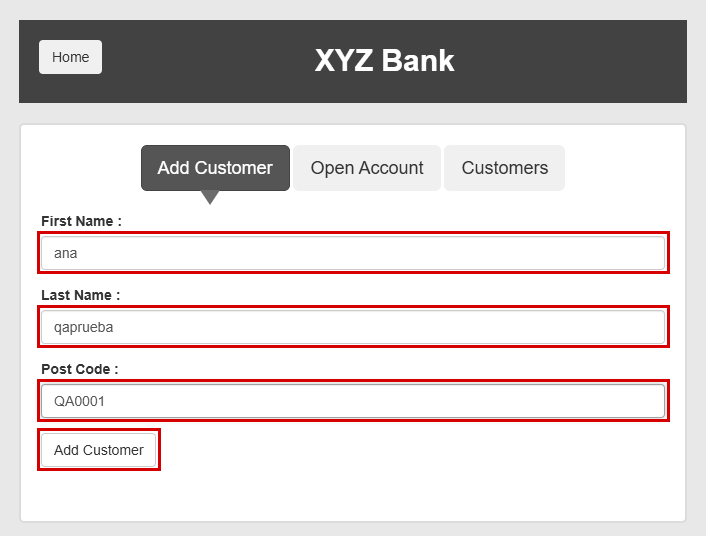 Home
XYZ Bank
Add Customer
Open Account
Customers
First Name :
ana
Last Name :
qaprueba
Post Code :
QA0001
Add Customer